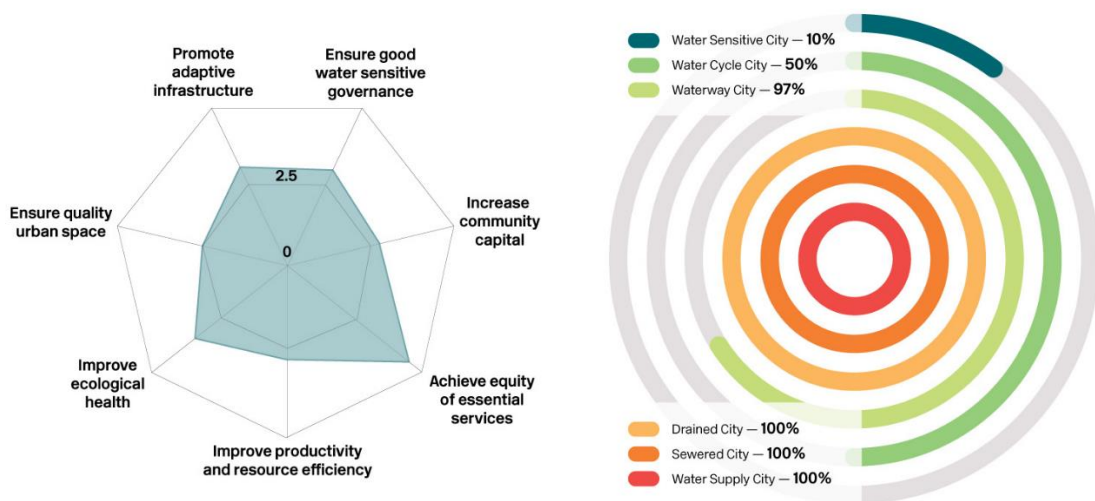 Promote
adaptive
infrastructure
Ensure good
water sensitive
governance
2.5
Ensure quality
urban space
0
Increase
community
capital
Improve
ecological
health
Achieve equity
of essential
services
Improve productivity
and resource efficiency
Water Sensitive City — 10%
Water Cycle City — 50%
Waterway City — 97%
Drained City — 100%
Sewered City — 100%
Water Supply City — 100%